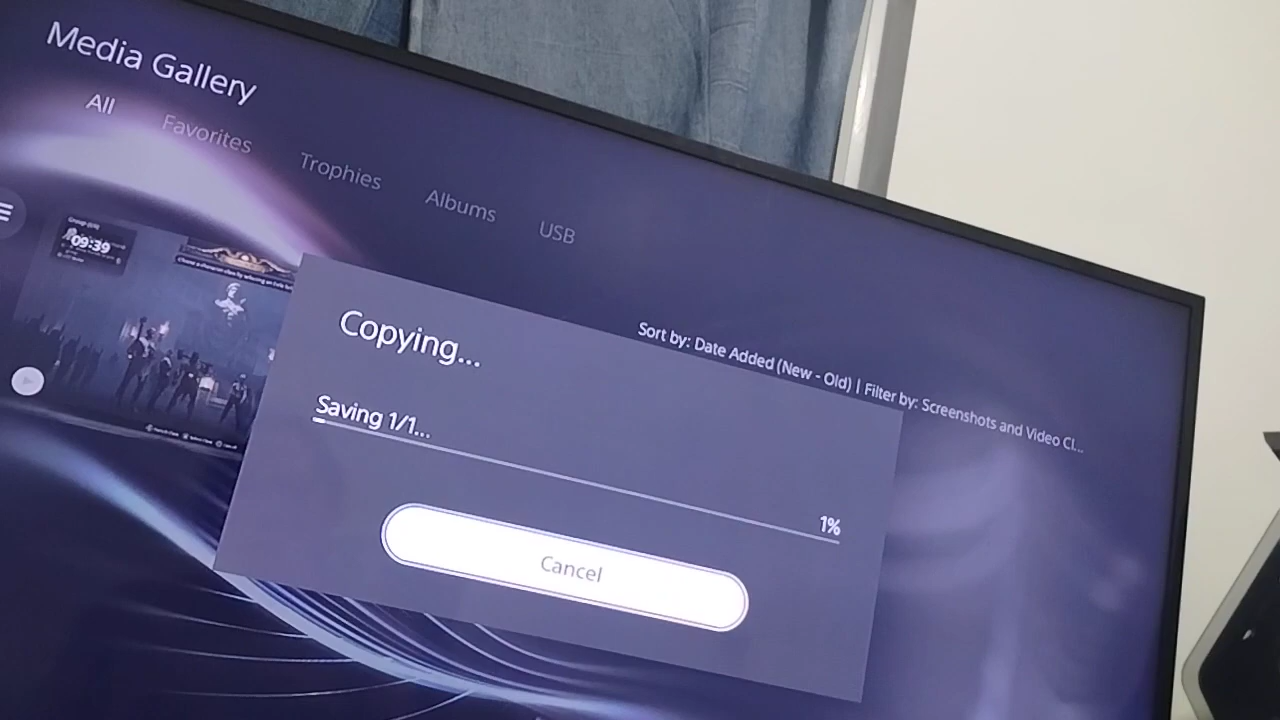 Media Gallery
All
Favorites
Trophies
Albums
USB
09:39
Sort by: Date Added (New - Old) | Filter by: Screenshots and Video Cl...
Copying...
Saving 1/1...
1%
Cancel